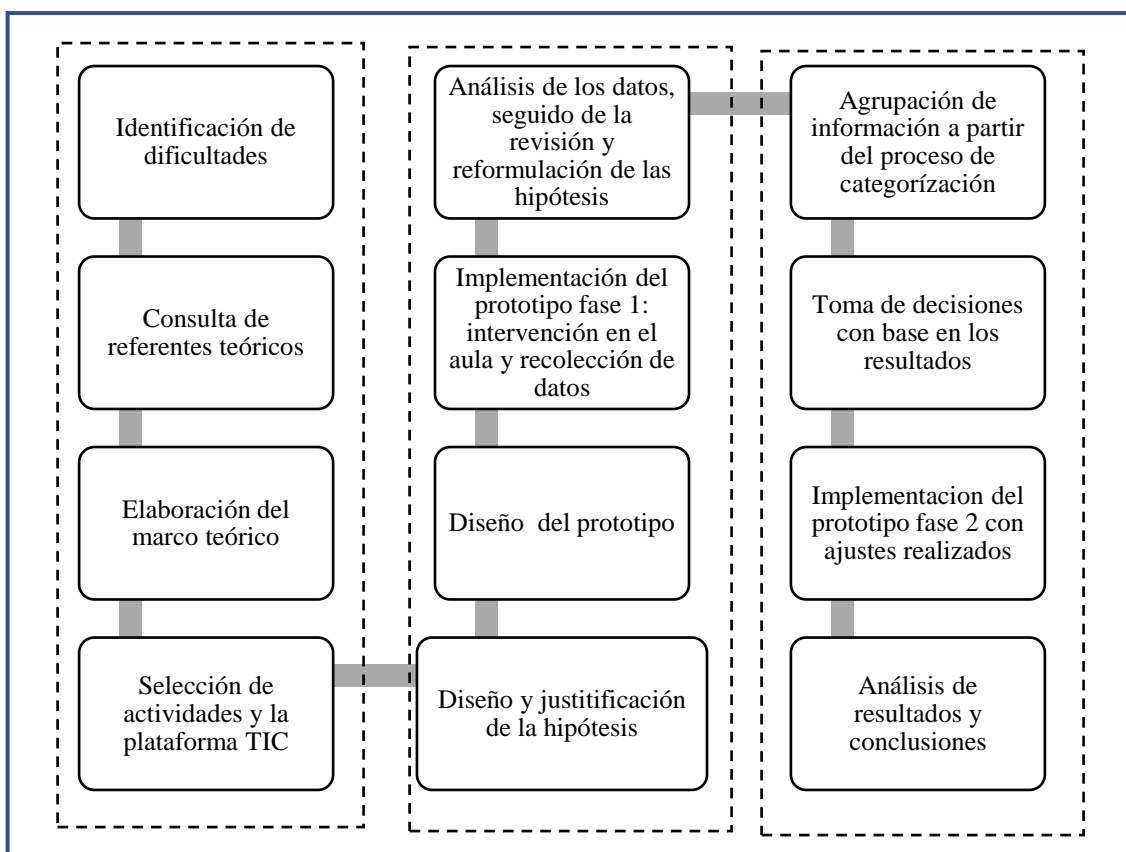 Identificación de
dificultades
Consulta de
referentes teóricos
Elaboración del
marco teórico
Selección de
actividades y la
plataforma TIC
Análisis de los datos,
seguido de la
revisión y
reformulación de las
hipótesis
Implementación del
prototipo fase 1:
intervención en el
aula y recolección de
datos
Diseño  del prototipo
Diseño y justitificación
de la hipótesis
Agrupación de
información a partir
del proceso de
categorízación
Toma de decisiones
con base en los
resultados
Implementacion del
prototipo fase 2 con
ajustes realizados
Análisis de
resultados y
conclusiones